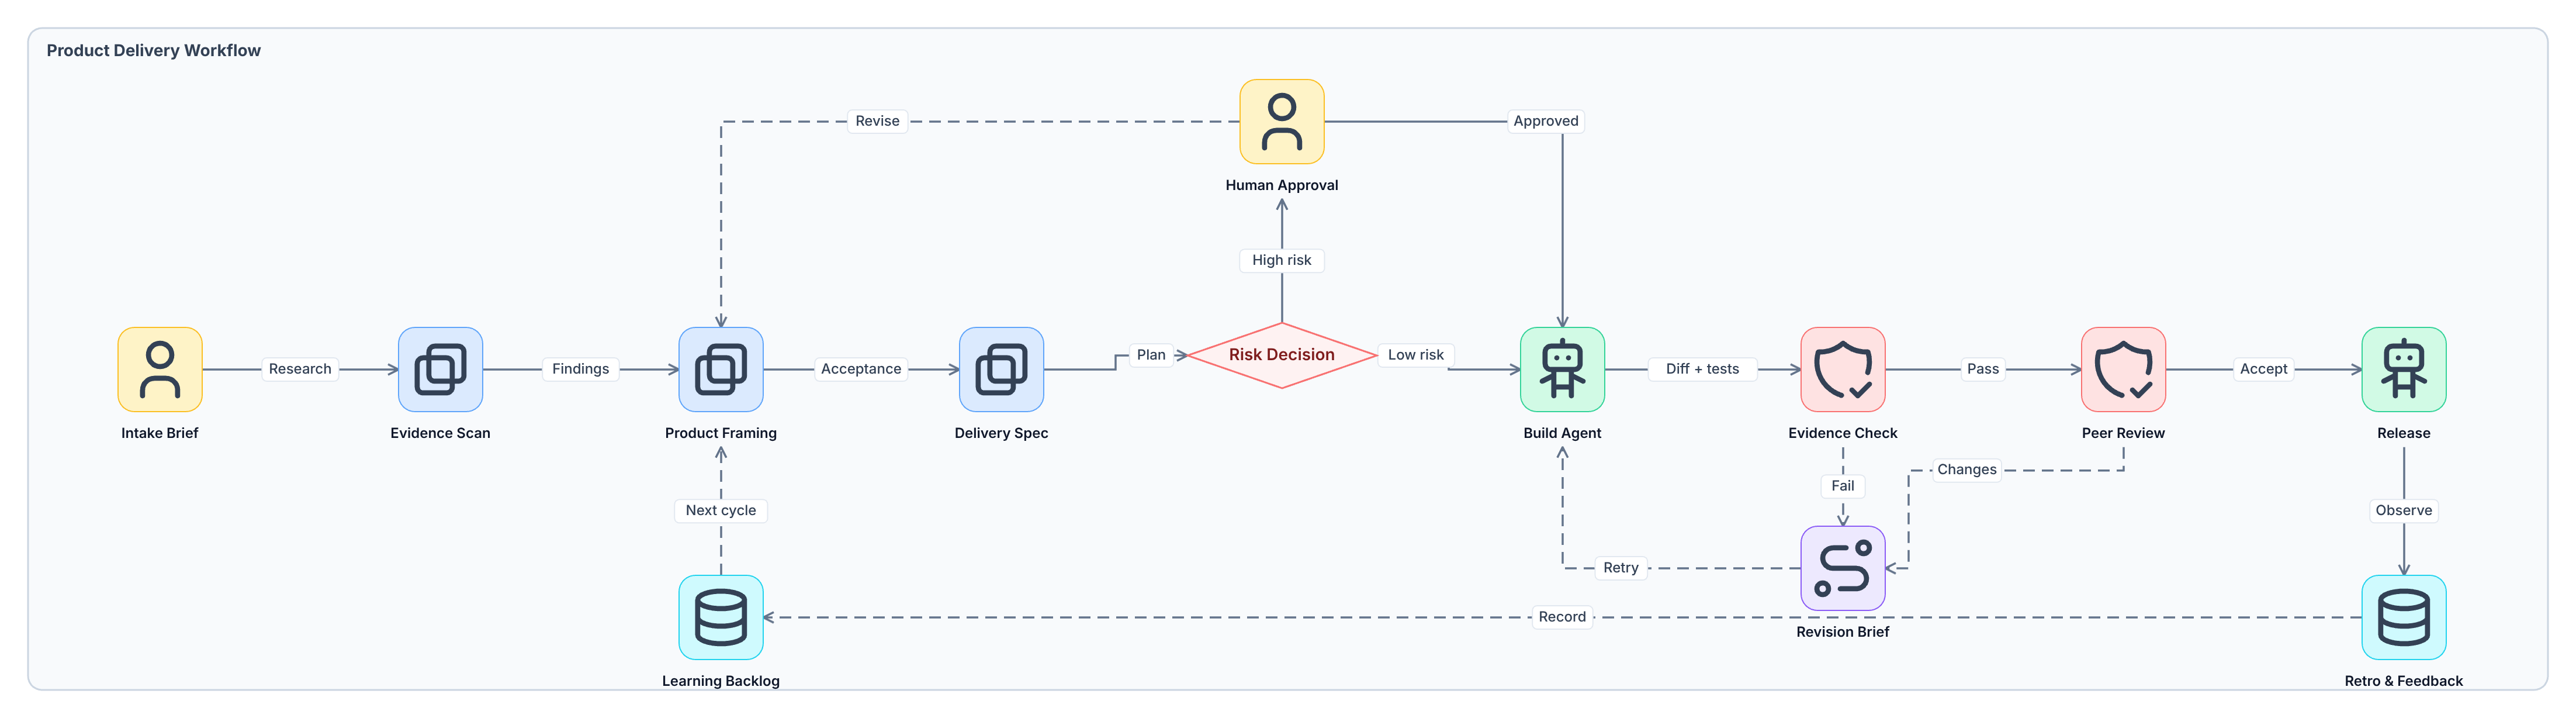 Product Delivery Workflow
Revise
Approved
Human Approval
High risk
Research
Findings
Acceptance
Plan
Risk Decision
Low risk
Diff + tests
Pass
Accept
Intake Brief
Evidence Scan
Product Framing
Delivery Spec
Build Agent
Evidence Check
Peer Review
Release
Changes
Fail
Next cycle
Observe
Retry
Record
Revision Brief
Learning Backlog
Retro & Feedback